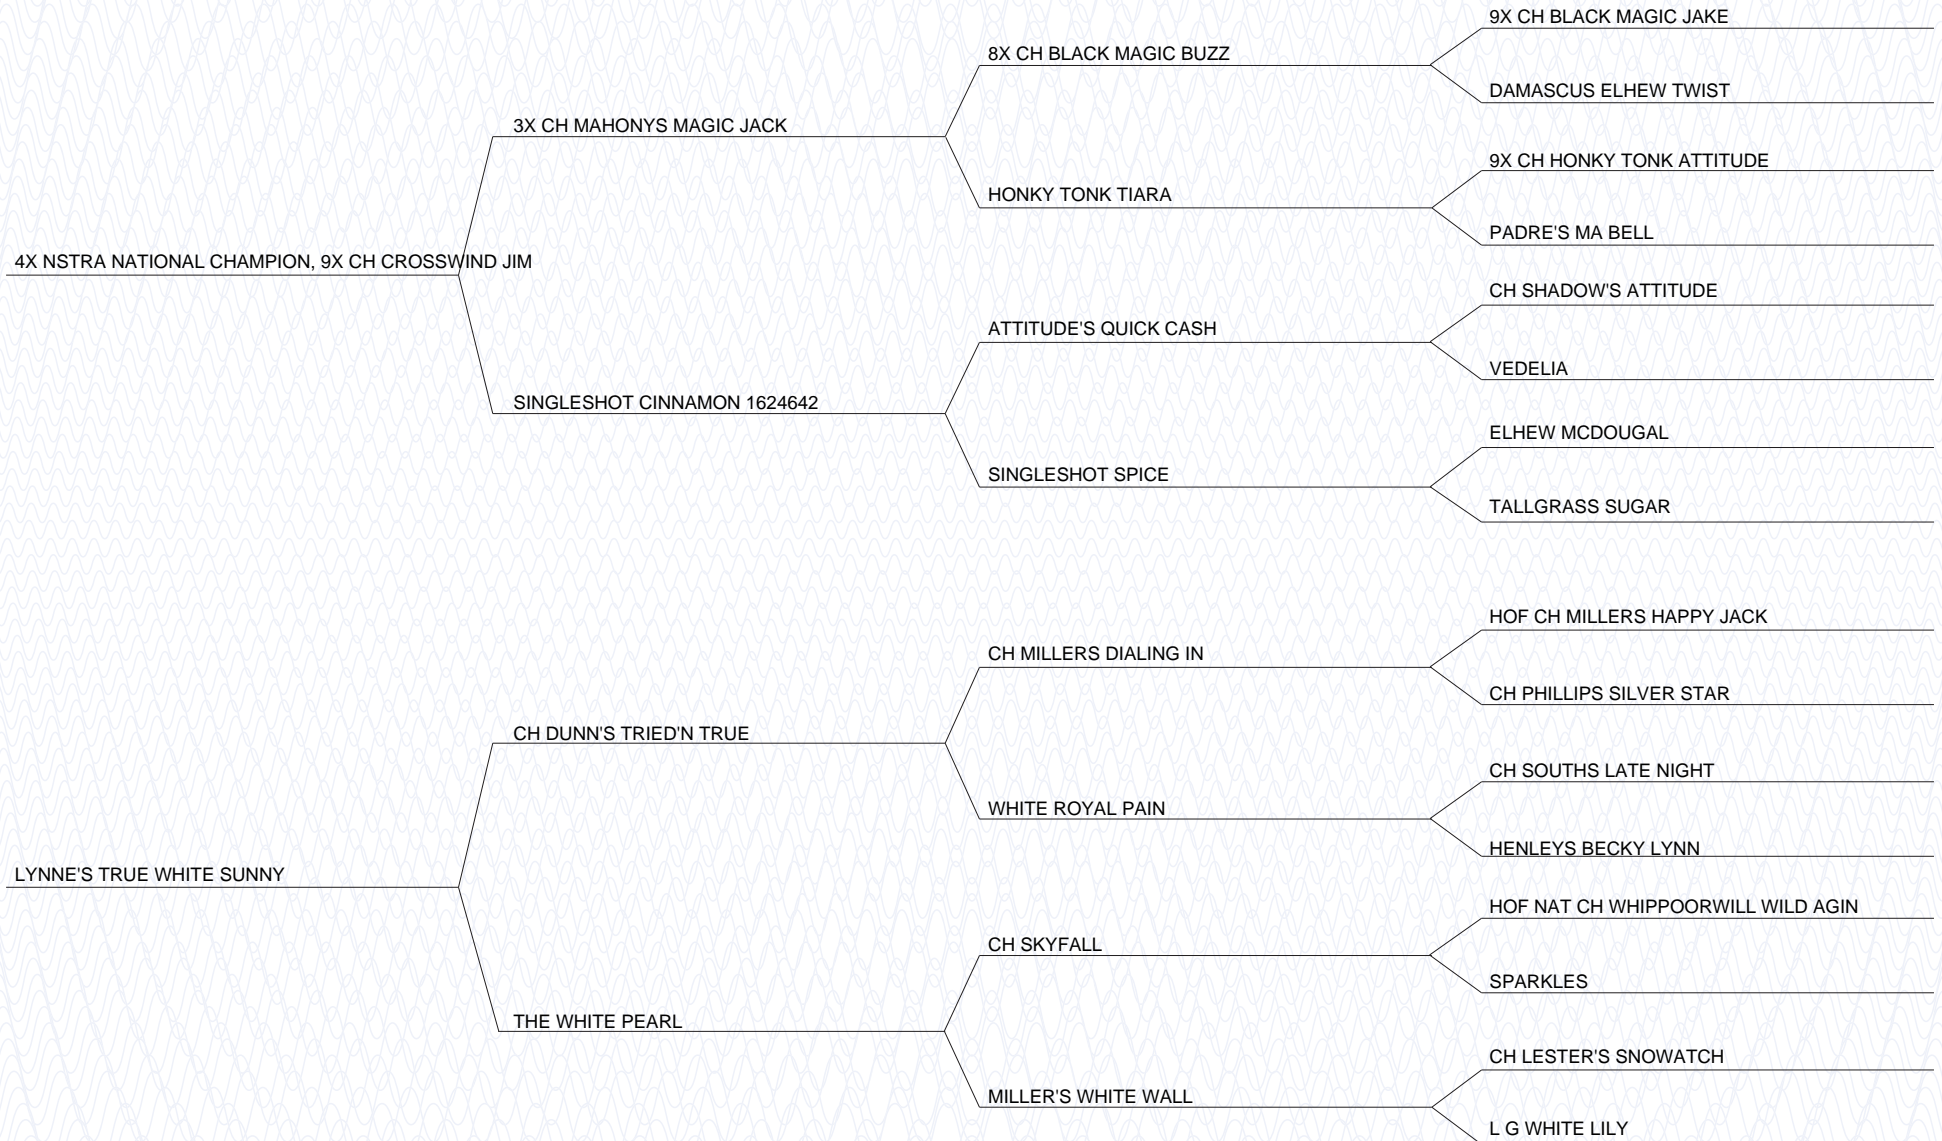 9X CH BLACK MAGIC JAKE
8X CH BLACK MAGIC BUZZ
DAMASCUS ELHEW TWIST
3X CH MAHONYS MAGIC JACK
9X CH HONKY TONK ATTITUDE
HONKY TONK TIARA
PADRE'S MA BELL
4X NSTRA NATIONAL CHAMPION, 9X CH CROSSWIND JIM
CH SHADOW'S ATTITUDE
ATTITUDE'S QUICK CASH
VEDELIA
SINGLESHOT CINNAMON 1624642
ELHEW MCDOUGAL
SINGLESHOT SPICE
TALLGRASS SUGAR
HOF CH MILLERS HAPPY JACK
CH MILLERS DIALING IN
CH PHILLIPS SILVER STAR
CH DUNN'S TRIED'N TRUE
CH SOUTHS LATE NIGHT
WHITE ROYAL PAIN
HENLEYS BECKY LYNN
LYNNE'S TRUE WHITE SUNNY
HOF NAT CH WHIPPOORWILL WILD AGIN
CH SKYFALL
SPARKLES
THE WHITE PEARL
CH LESTER'S SNOWATCH
MILLER'S WHITE WALL
L G WHITE LILY